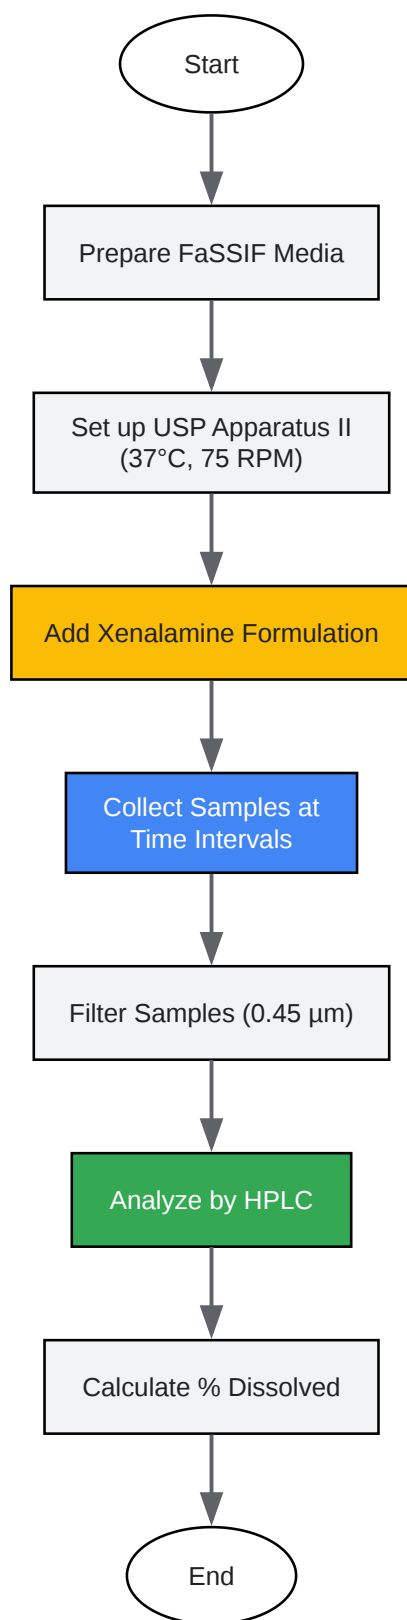 Start
Prepare FaSSIF Media
Set up USP Apparatus II
(37°C, 75 RPM)
Add Xenalamine Formulation
Collect Samples at
Time Intervals
Filter Samples (0.45 µm)
Analyze by HPLC
Calculate % Dissolved
End